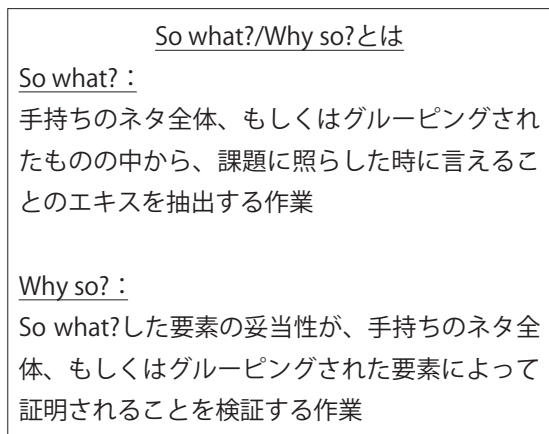 So what?/Why so?とは
So what?：
手持ちのネタ全体、もしくはグルーピングされ
たものの中から、課題に照らした時に言えるこ
とのエキスを抽出する作業
Why so?：
So what?した要素の妥当性が、手持ちのネタ全
体、もしくはグルーピングされた要素によって
証明されることを検証する作業